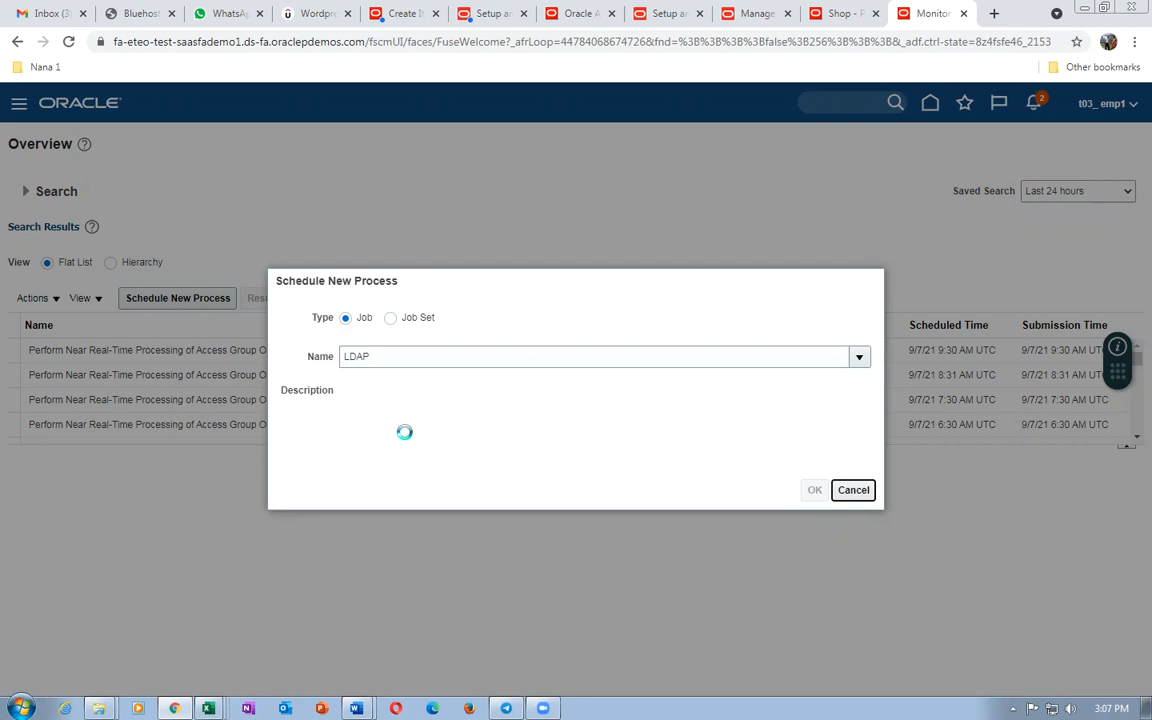 Inbox (3)
Bluehost
WhatsAp
Wordpre
Create It
Setup an
Oracle A
Setup an
Manage
Shop - P
Monitor
fa-eteo-test-saasfademo1.ds-fa.oraclepdemos.com/fscmUI/faces/FuseWelcome?_afrLoop=44784068674726&fnd=%3B%3B%3B%3Bfalse%3B256%3B%3B%3B&_adf.ctrl-state=8z4fsfe46_2153
Nana 1
Other bookmarks
ORACLE
2
t03_ emp1
Overview
Search
Saved Search
Last 24 hours
Search Results
View
Flat List
Hierarchy
Actions
View
Schedule New Process
Name
Scheduled Time
Submission Time
Perform Near Real-Time Processing of Access Group O
9/7/21 9:30 AM UTC
9/7/21 9:30 AM UTC
Perform Near Real-Time Processing of Access Group O
9/7/21 8:31 AM UTC
9/7/21 8:31 AM UTC
Perform Near Real-Time Processing of Access Group O
9/7/21 7:30 AM UTC
9/7/21 7:30 AM UTC
Perform Near Real-Time Processing of Access Group O
9/7/21 6:30 AM UTC
9/7/21 6:30 AM UTC
Schedule New Process
Type
Job
Job Set
Name
LDAP
Description
OK
Cancel
3:07 PM